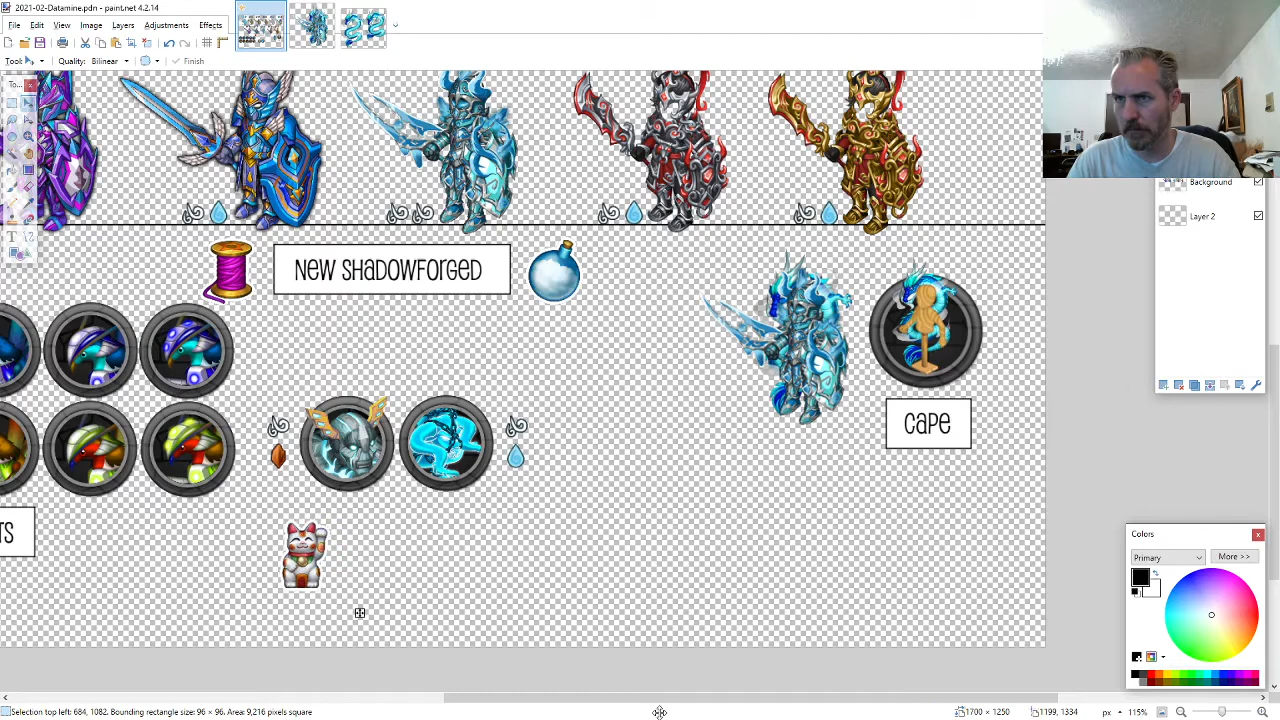 2021-02-Datamine.pdn - paint.net 4.2.14
File Edit View Image Layers Adjustments Effects
Tool: Quality: Bilinear Finish
To...
NEW SHADOWFORGED
CAPE
TS
Background
Layer 2
Colors
Primary More >>
Selection top left: 684, 1082. Bounding rectangle size: 96 × 96. Area: 9,216 pixels square
1700 × 1250 1199, 1334 px 115%